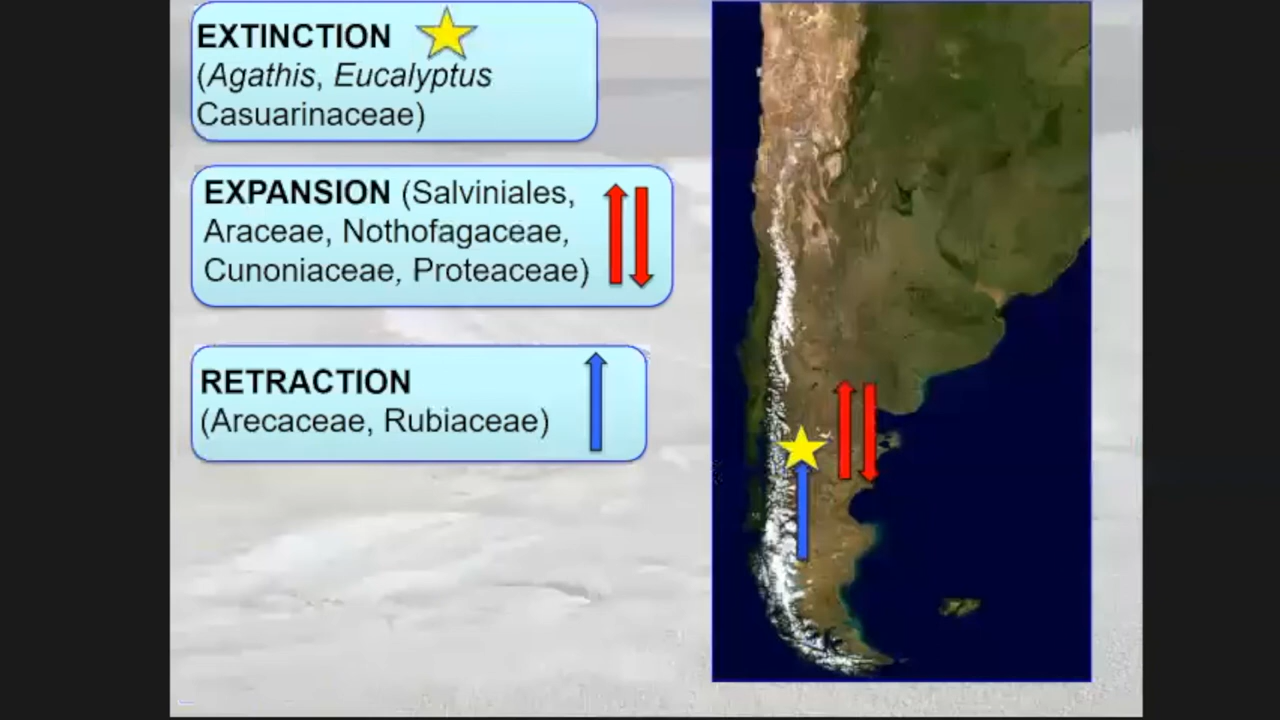 EXTINCTION
(Agathis, Eucalyptus
Casuarinaceae)
EXPANSION (Salviniales,
Araceae, Nothofagaceae,
Cunoniaceae, Proteaceae)
RETRACTION
(Arecaceae, Rubiaceae)